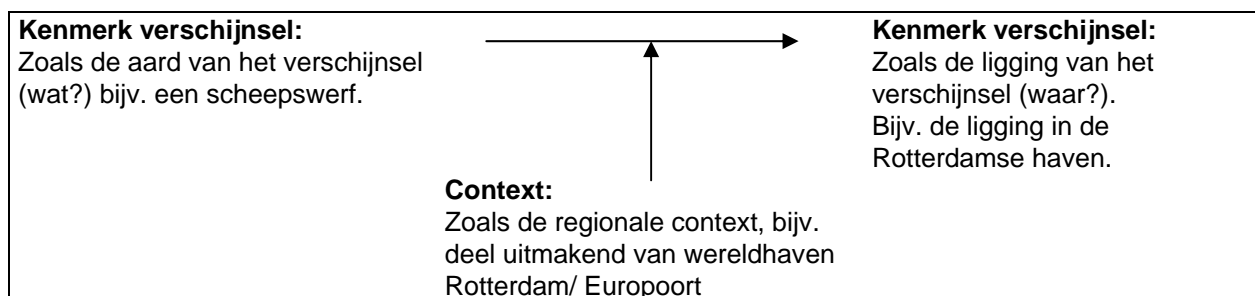 Kenmerk verschijnsel:
Zoals de aard van het verschijnsel
(wat?) bijv. een scheepswerf.
Kenmerk verschijnsel:
Zoals de ligging van het
verschijnsel (waar?).
Bijv. de ligging in de
Rotterdamse haven.
Context:
Zoals de regionale context, bijv.
deel uitmakend van wereldhaven
Rotterdam/ Europoort